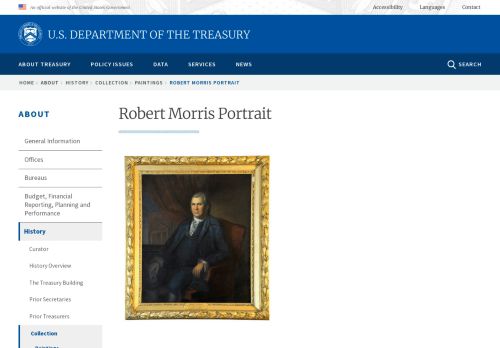 An official website of the United States Government
Accessibility Languages Contact
U.S. DEPARTMENT OF THE TREASURY
ABOUT TREASURY POLICY ISSUES DATA SERVICES NEWS SEARCH
HOME › ABOUT › HISTORY › COLLECTION › PAINTINGS › ROBERT MORRIS PORTRAIT
ABOUT
Robert Morris Portrait
General Information
Offices
Bureaus
Budget, Financial
Reporting, Planning and
Performance
History
Curator
History Overview
The Treasury Building
Prior Secretaries
Prior Treasurers
Collection